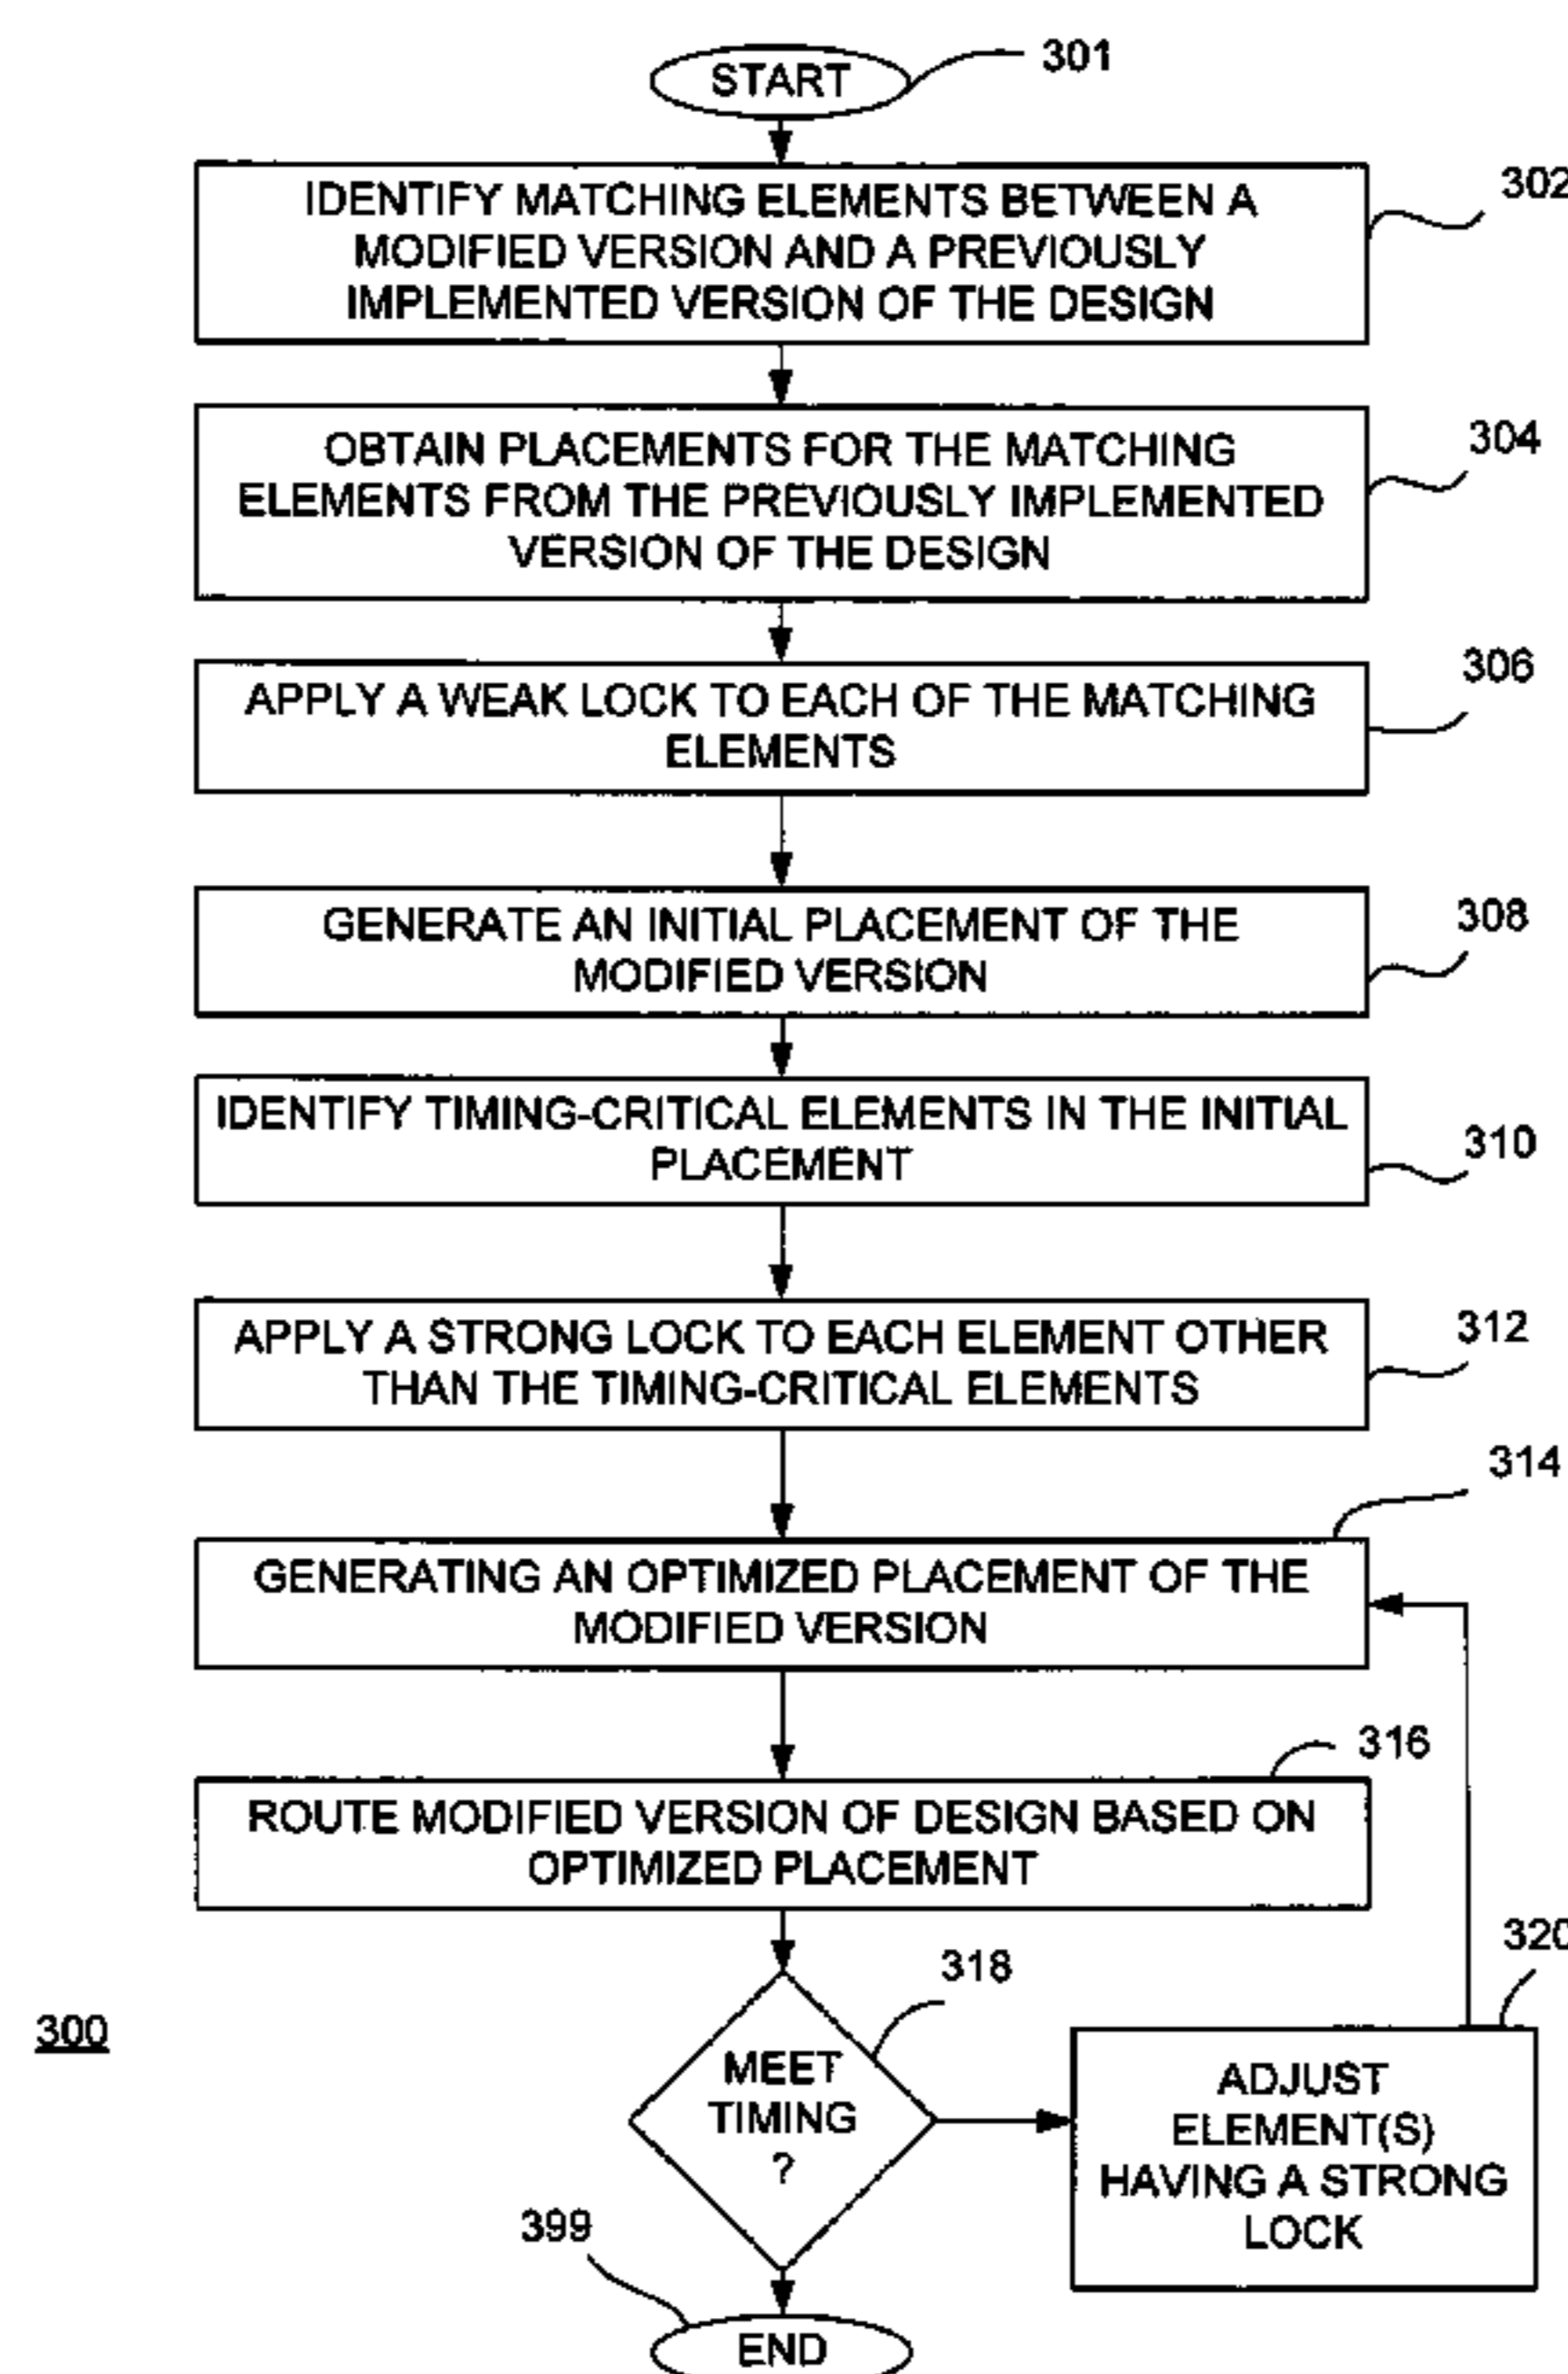 START
301
IDENTIFY MATCHING ELEMENTS BETWEEN A
MODIFIED VERSION AND A PREVIOUSLY
IMPLEMENTED VERSION OF THE DESIGN
302
OBTAIN PLACEMENTS FOR THE MATCHING
ELEMENTS FROM THE PREVIOUSLY IMPLEMENTED
VERSION OF THE DESIGN
304
APPLY A WEAK LOCK TO EACH OF THE MATCHING
ELEMENTS
306
GENERATE AN INITIAL PLACEMENT OF THE
MODIFIED VERSION
308
IDENTIFY TIMING-CRITICAL ELEMENTS IN THE INITIAL
PLACEMENT
310
APPLY A STRONG LOCK TO EACH ELEMENT OTHER
THAN THE TIMING-CRITICAL ELEMENTS
312
314
GENERATING AN OPTIMIZED PLACEMENT OF THE
MODIFIED VERSION
316
ROUTE MODIFIED VERSION OF DESIGN BASED ON
OPTIMIZED PLACEMENT
318
MEET
TIMING
?
320
ADJUST
ELEMENT(S)
HAVING A STRONG
LOCK
300
399
END